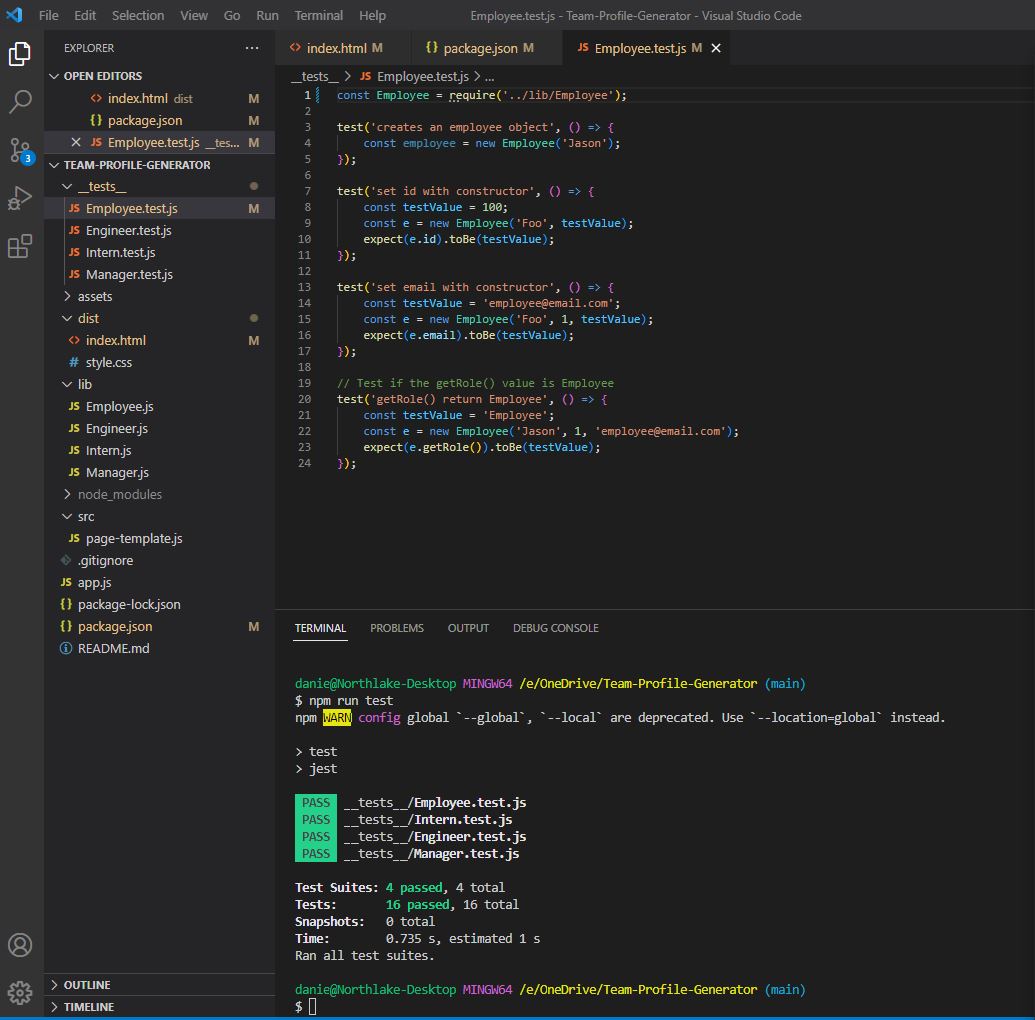 File Edit Selection View Go Run Terminal Help Employee.test.js - Team-Profile-Generator - Visual Studio Code
EXPLORER ···
OPEN EDITORS
<> index.html dist M
{} package.json M
× JS Employee.test.js __tes... M
TEAM-PROFILE-GENERATOR
__tests__
JS Employee.test.js M
JS Engineer.test.js
JS Intern.test.js
JS Manager.test.js
assets
dist
<> index.html M
# style.css
lib
JS Employee.js
JS Engineer.js
JS Intern.js
JS Manager.js
node_modules
src
JS page-template.js
.gitignore
JS app.js
{} package-lock.json
{} package.json M
README.md
OUTLINE
TIMELINE
3
<> index.html M {} package.json M JS Employee.test.js M ×
__tests__ > JS Employee.test.js > ...
1 const Employee = require('../lib/Employee');
2
3 test('creates an employee object', () => {
4     const employee = new Employee('Jason');
5 });
6
7 test('set id with constructor', () => {
8     const testValue = 100;
9     const e = new Employee('Foo', testValue);
10     expect(e.id).toBe(testValue);
11 });
12
13 test('set email with constructor', () => {
14     const testValue = 'employee@email.com';
15     const e = new Employee('Foo', 1, testValue);
16     expect(e.email).toBe(testValue);
17 });
18
19 // Test if the getRole() value is Employee
20 test('getRole() return Employee', () => {
21     const testValue = 'Employee';
22     const e = new Employee('Jason', 1, 'employee@email.com');
23     expect(e.getRole()).toBe(testValue);
24 });
TERMINAL PROBLEMS OUTPUT DEBUG CONSOLE
danie@Northlake-Desktop MINGW64 /e/OneDrive/Team-Profile-Generator (main)
$ npm run test
npm WARN config global `--global`, `--local` are deprecated. Use `--location=global` instead.
> test
> jest
PASS __tests__/Employee.test.js
PASS __tests__/Intern.test.js
PASS __tests__/Engineer.test.js
PASS __tests__/Manager.test.js
Test Suites: 4 passed, 4 total
Tests: 16 passed, 16 total
Snapshots: 0 total
Time: 0.735 s, estimated 1 s
Ran all test suites.
danie@Northlake-Desktop MINGW64 /e/OneDrive/Team-Profile-Generator (main)
$